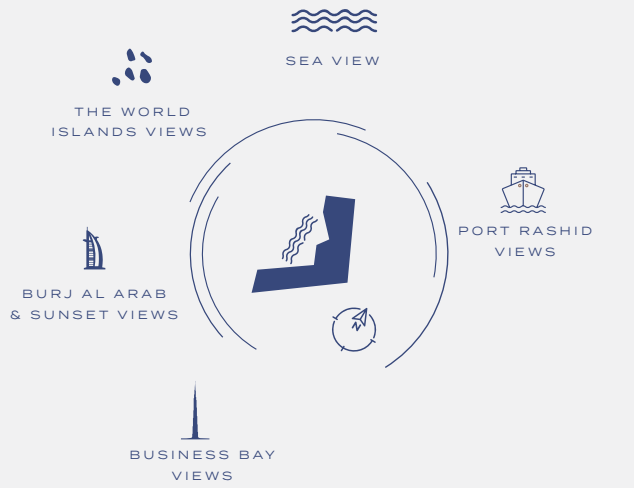 SEA VIEW
THE WORLD
ISLANDS VIEWS
PORT RASHID
VIEWS
BURJ AL ARAB
& SUNSET VIEWS
N
BUSINESS BAY
VIEWS